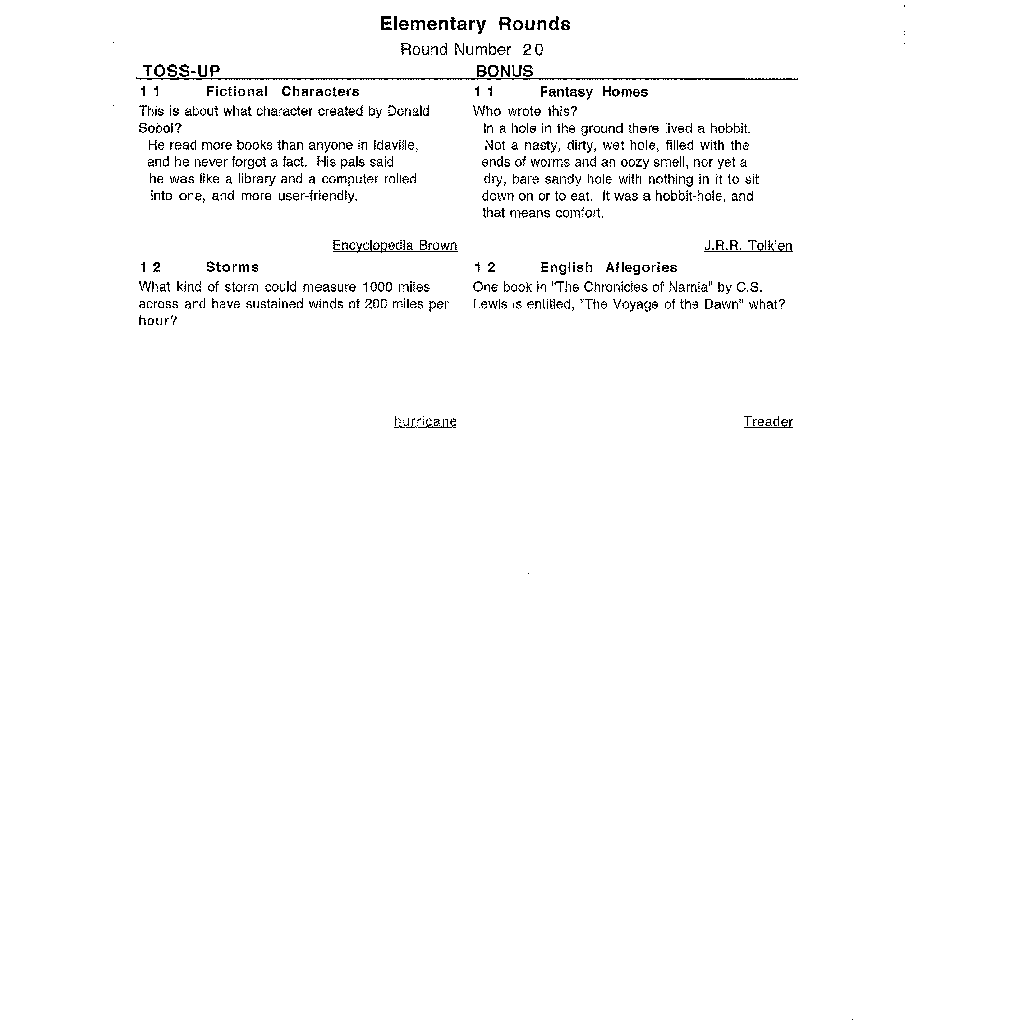 Elementary Rounds
Round Number 20
TOSS-UP
11 Fictional Characters
This is about what character created by Donald
Sobol?
He read more books than anyone in Idaville,
and he never forgot a fact. His pals said
he was like a library and a computer rolled
into one, and more user-friendly.
Encyclopedia Brown
12 Storms
What kind of storm could measure 1000 miles
across and have sustained winds of 200 miles per
hour?
hurricane
BONUS
11 Fantasy Homes
Who wrote this?
In a hole in the ground there lived a hobbit.
Not a nasty, dirty, wet hole, filled with the
ends of worms and an oozy smell, nor yet a
dry, bare sandy hole with nothing in it to sit
down on or to eat. It was a hobbit-hole, and
that means comfort.
J.R.R. Tolkien
12 English Allegories
One book in "The Chronicles of Narnia" by C.S.
Lewis is entitled, "The Voyage of the Dawn" what?
Treader